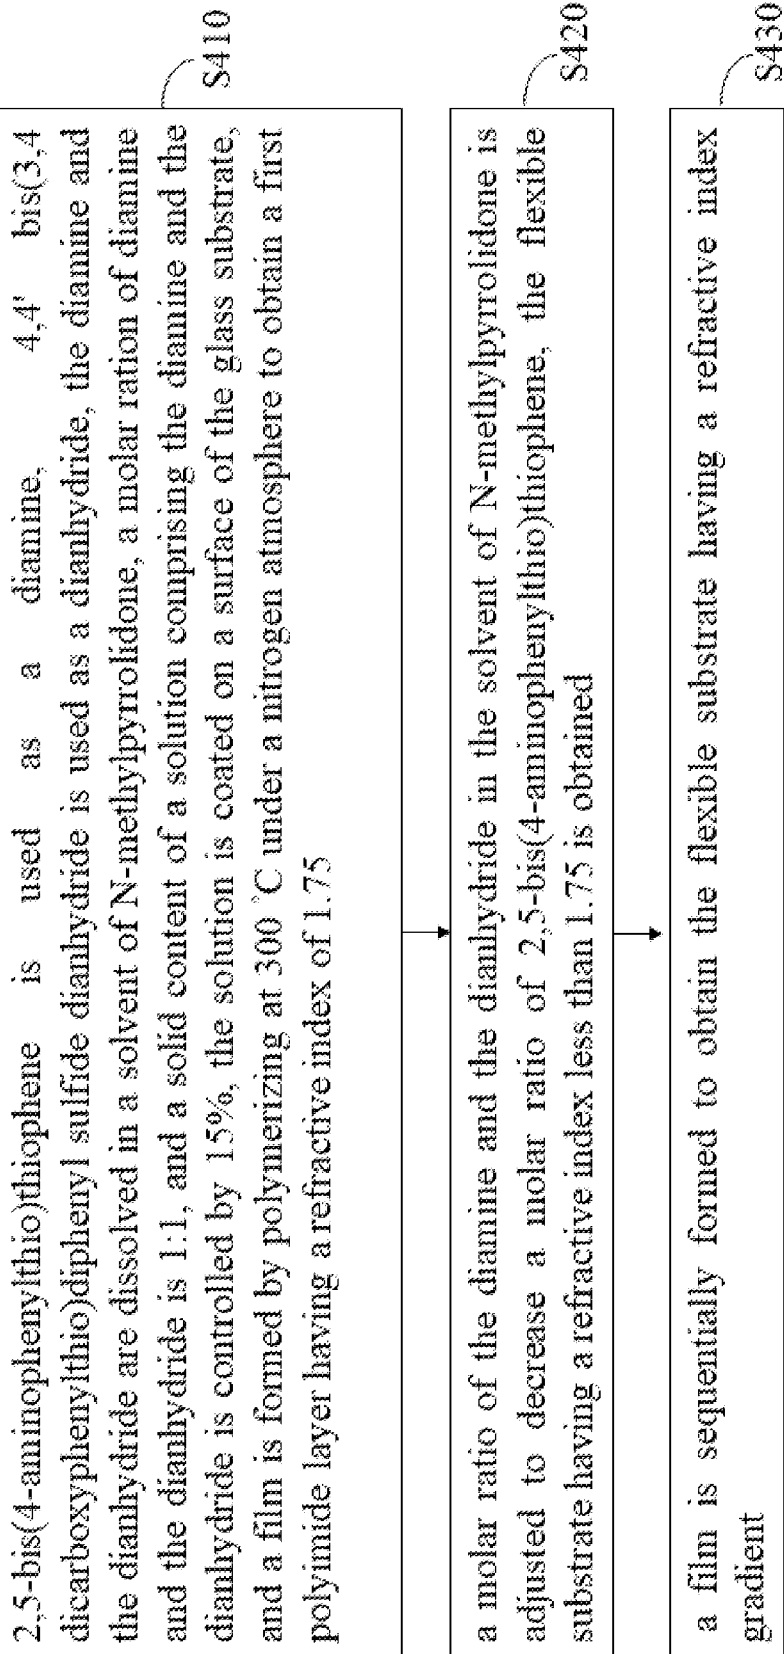 2,5-bis(4-aminophenylthio)thiophene is used as a diamine, 4,4' bis(3,4
dicarboxyphenylthio)diphenyl sulfide dianhydride is used as a dianhydride, the diamine and
the dianhydride are dissolved in a solvent of N-methylpyrrolidone, a molar ration of diamine
and the dianhydride is 1:1, and a solid content of a solution comprising the diamine and the
dianhydride is controlled by 15%, the solution is coated on a surface of the glass substrate,
and a film is formed by polymerizing at 300 °C under a nitrogen atmosphere to obtain a first
polyimide layer having a refractive index of 1.75
S410
a molar ratio of the diamine and the dianhydride in the solvent of N-methylpyrrolidone is
adjusted to decrease a molar ratio of 2,5-bis(4-aminophenylthio)thiophene, the flexible
substrate having a refractive index less than 1.75 is obtained
S420
a film is sequentially formed to obtain the flexible substrate having a refractive index
gradient
S430